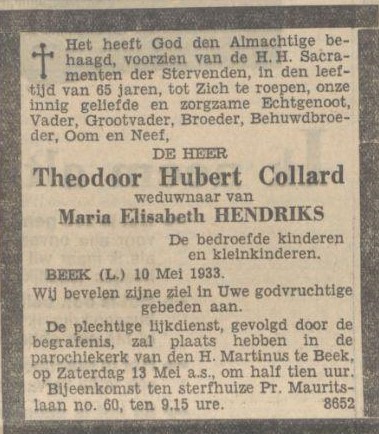 Het heeft God den Almachtige be-
haagd, voorzien van de H. H. Sacra-
menten der Stervenden, in den leef-
tijd van 65 jaren, tot Zich te roepen, onze
innig geliefde en zorgzame Echtgenoot,
Vader, Grootvader, Broeder, Behuwdbroe-
der, Oom en Neef,
DE HEER
Theodoor Hubert Collard
weduwnaar van
Maria Elisabeth HENDRIKS
De bedroefde kinderen
en kleinkinderen.
BEEK (L.) 10 Mei 1933.
Wij bevelen zijne ziel in Uwe godvruchtige
gebeden aan.
De plechtige lijkdienst, gevolgd door de
begrafenis, zal plaats hebben in de
parochiekerk van den H. Martinus te Beek,
op Zaterdag 13 Mei a.s., om half tien uur.
Bijeenkomst ten sterfhuize Pr. Maurits-
laan no. 60, ten 9.15 ure. 8652